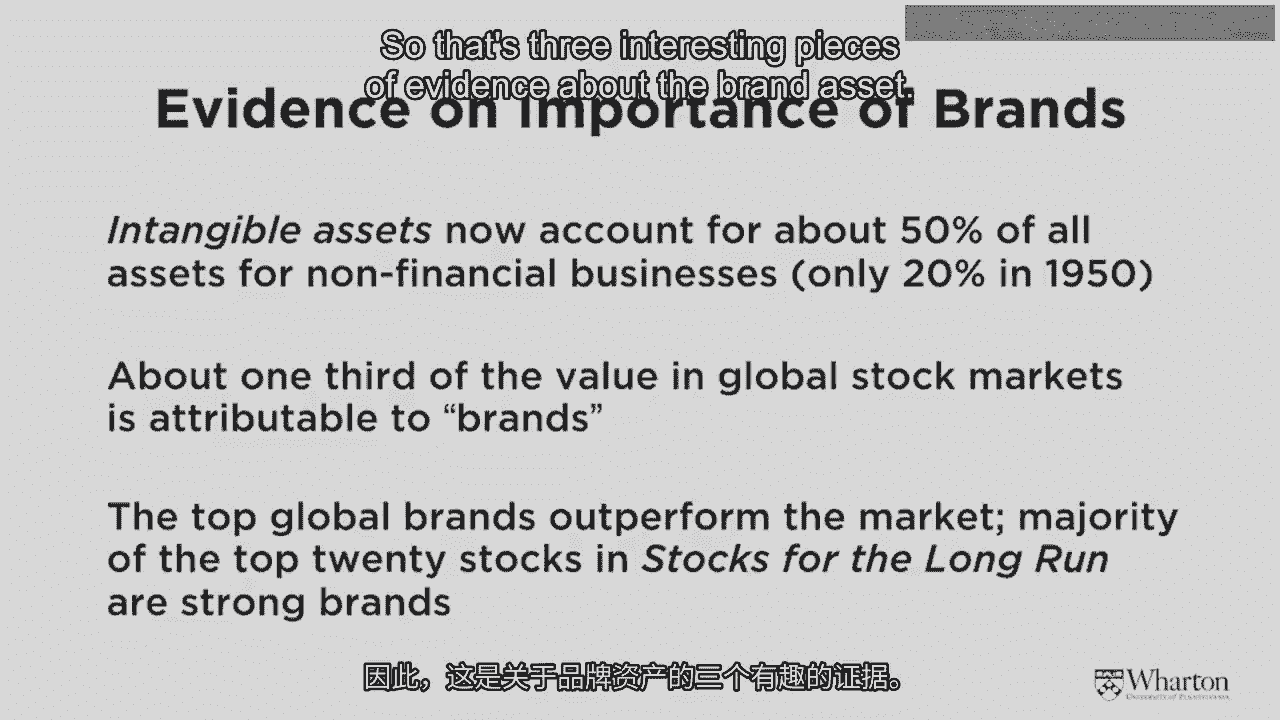 So that's three interesting pieces
of evidence about the brand asset.
Evidence on Importance of Brands
Intangible assets now account for about 50% of all
assets for non-financial businesses (only 20% in 1950)
About one third of the value in global stock markets
is attributable to “brands”
The top global brands outperform the market; majority
of the top twenty stocks in Stocks for the Long Run
are strong brands
因此，这是关于品牌资产的三个有趣的证据。
Wharton
University of Pennsylvania